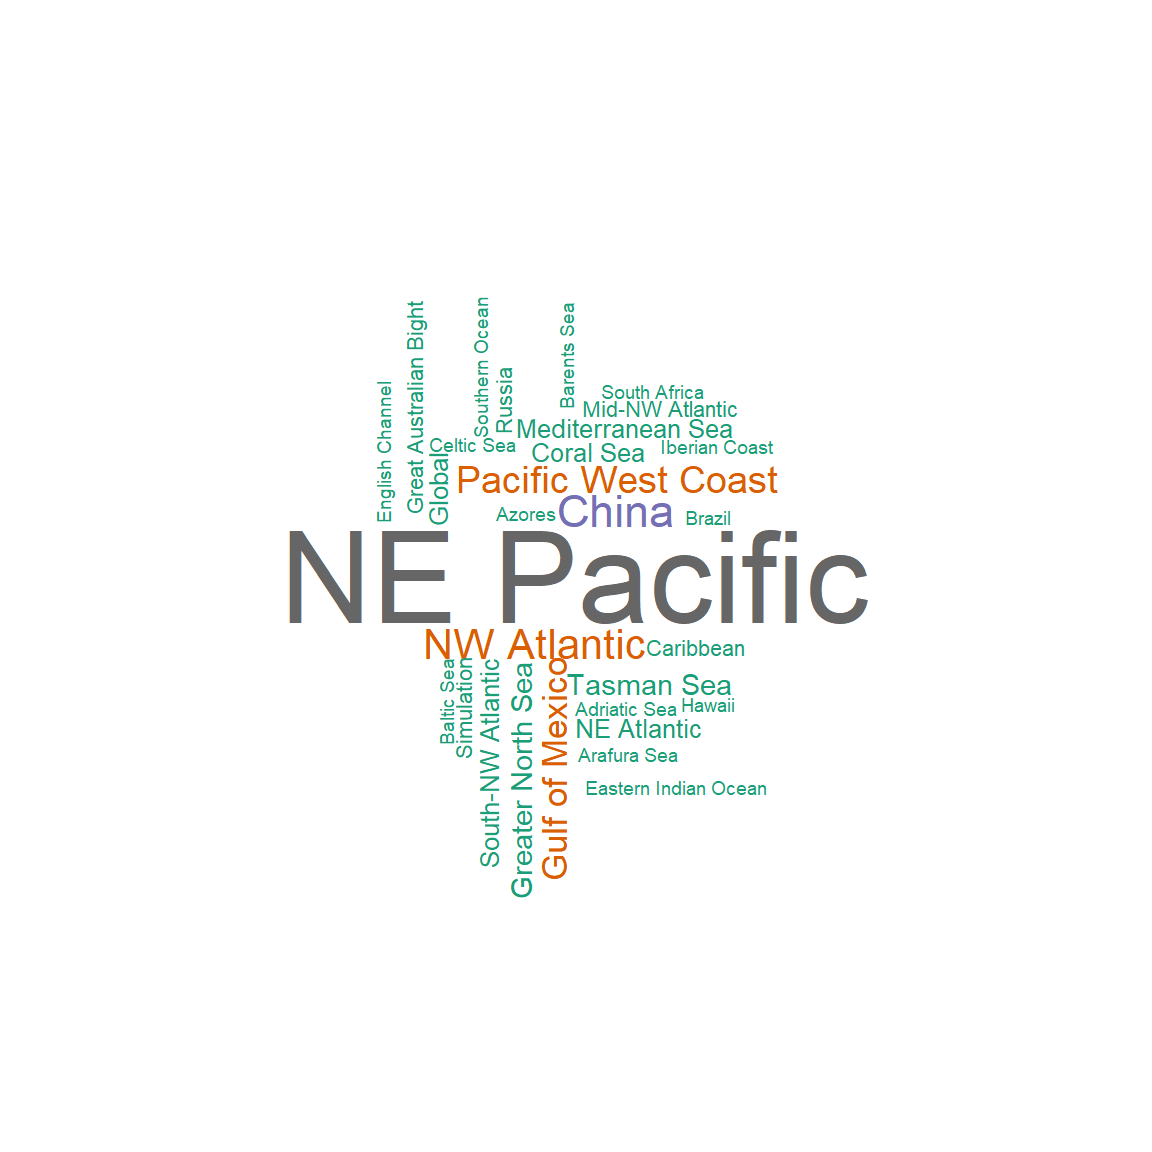 English Channel
Great Australian Bight
Global
Southern Ocean
Russia
Barents Sea
South Africa
Mid-NW Atlantic
Mediterranean Sea
Celtic Sea
Coral Sea
Iberian Coast
Pacific West Coast
Azores
China
Brazil
NE Pacific
NW Atlantic
Caribbean
Baltic Sea
Simulation
South-NW Atlantic
Greater North Sea
Gulf of Mexico
Tasman Sea
Adriatic Sea
Hawaii
NE Atlantic
Arafura Sea
Eastern Indian Ocean